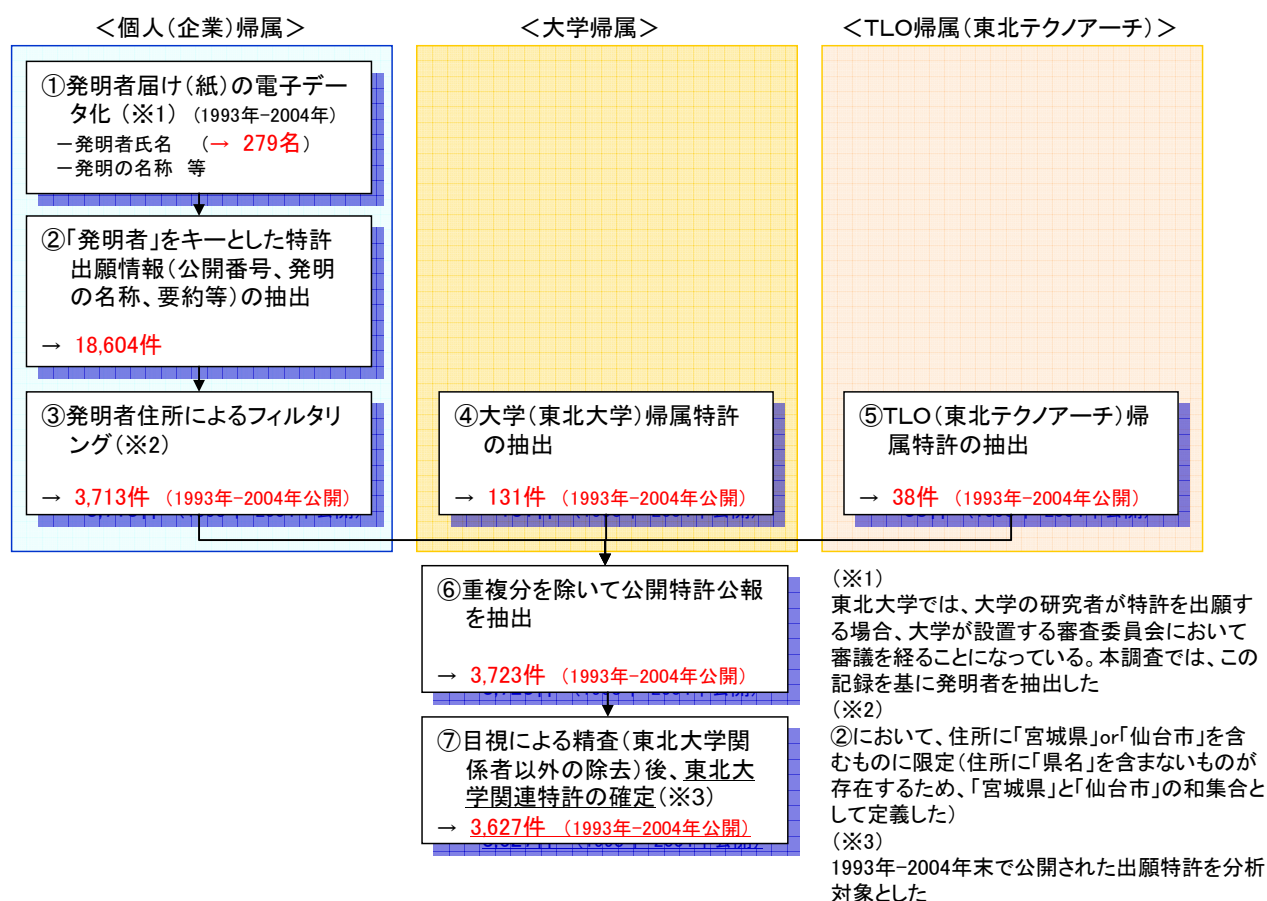 ＜個人（企業）帰属＞
＜大学帰属＞
＜TLO帰属（東北テクノアーチ）＞
①発明者届け（紙）の電子デー
タ化（※1）（1993年-2004年）
－発明者氏名　（→ 279名）
－発明の名称 等
②「発明者」をキーとした特許
出願情報（公開番号、発明
の名称、要約等）の抽出
→ 18,604件
③発明者住所によるフィルタリ
ング（※2）
→ 3,713件（1993年-2004年公開）
④大学（東北大学）帰属特許
の抽出
→ 131件（1993年-2004年公開）
⑤TLO（東北テクノアーチ）帰
属特許の抽出
→ 38件（1993年-2004年公開）
⑥重複分を除いて公開特許公報
を抽出
→ 3,723件（1993年-2004年公開）
⑦目視による精査（東北大学関
係者以外の除去）後、東北大
学関連特許の確定（※3）
→ 3,627件（1993年-2004年公開）
（※1）
東北大学では、大学の研究者が特許を出願す
る場合、大学が設置する審査委員会において
審議を経ることになっている。本調査では、この
記録を基に発明者を抽出した
（※2）
②において、住所に「宮城県」or「仙台市」を含
むものに限定（住所に「県名」を含まないものが
存在するため、「宮城県」と「仙台市」の和集合と
して定義した）
（※3）
1993年-2004年末で公開された出願特許を分析
対象とした